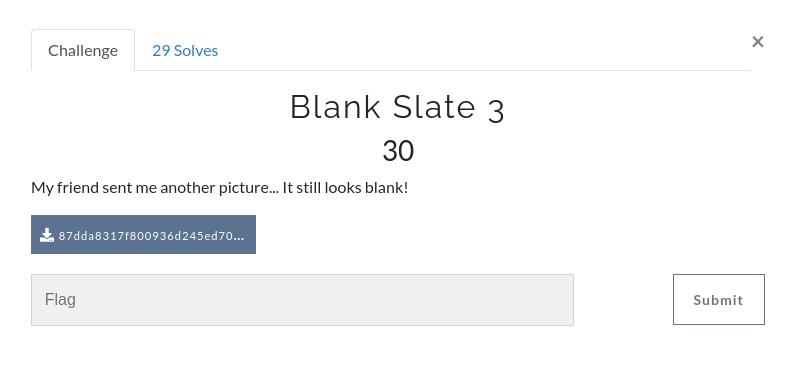 Challenge
29 Solves
×
Blank Slate 3
30
My friend sent me another picture... It still looks blank!
87dda8317f800936d245ed70...
Flag
Submit